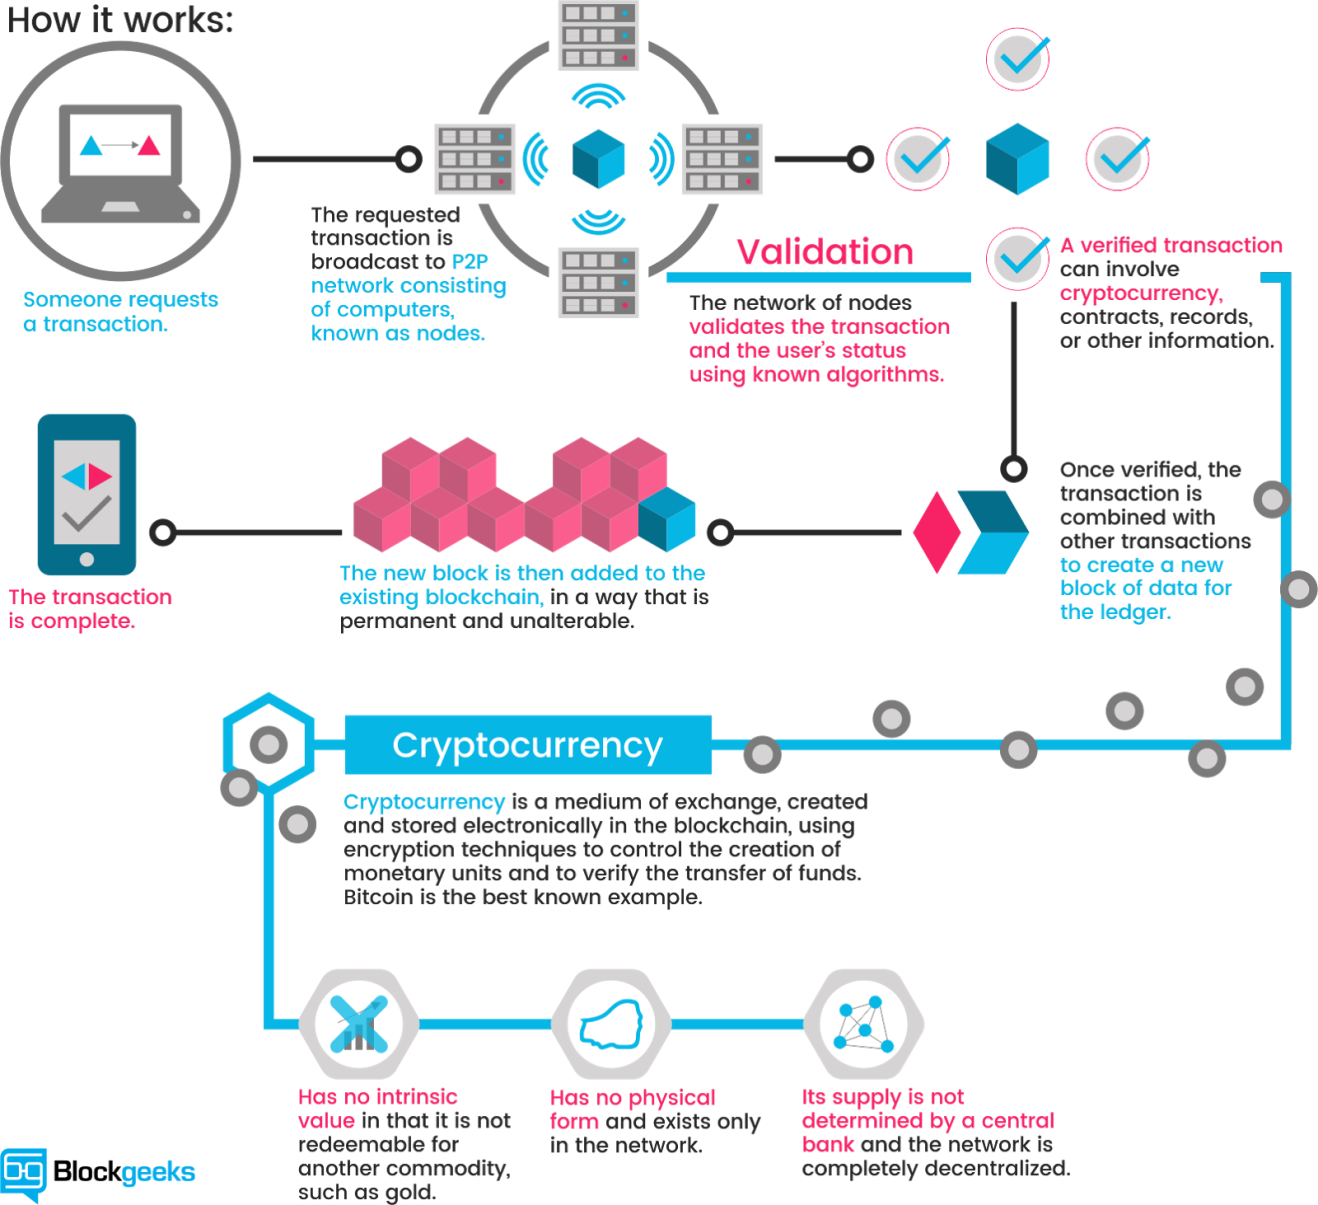 How it works:
Someone requests
a transaction.
The requested
transaction is
broadcast to P2P
network consisting
of computers,
known as nodes.
Validation
The network of nodes
validates the transaction
and the user's status
using known algorithms.
A verified transaction
can involve
cryptocurrency,
contracts, records,
or other information.
Once verified, the
transaction is
combined with
other transactions
to create a new
block of data for
the ledger.
The new block is then added to the
existing blockchain, in a way that is
permanent and unalterable.
The transaction
is complete.
Cryptocurrency
Cryptocurrency is a medium of exchange, created
and stored electronically in the blockchain, using
encryption techniques to control the creation of
monetary units and to verify the transfer of funds.
Bitcoin is the best known example.
Has no intrinsic
value in that it is not
redeemable for
another commodity,
such as gold.
Has no physical
form and exists only
in the network.
Its supply is not
determined by a central
bank and the network is
completely decentralized.
Blockgeeks